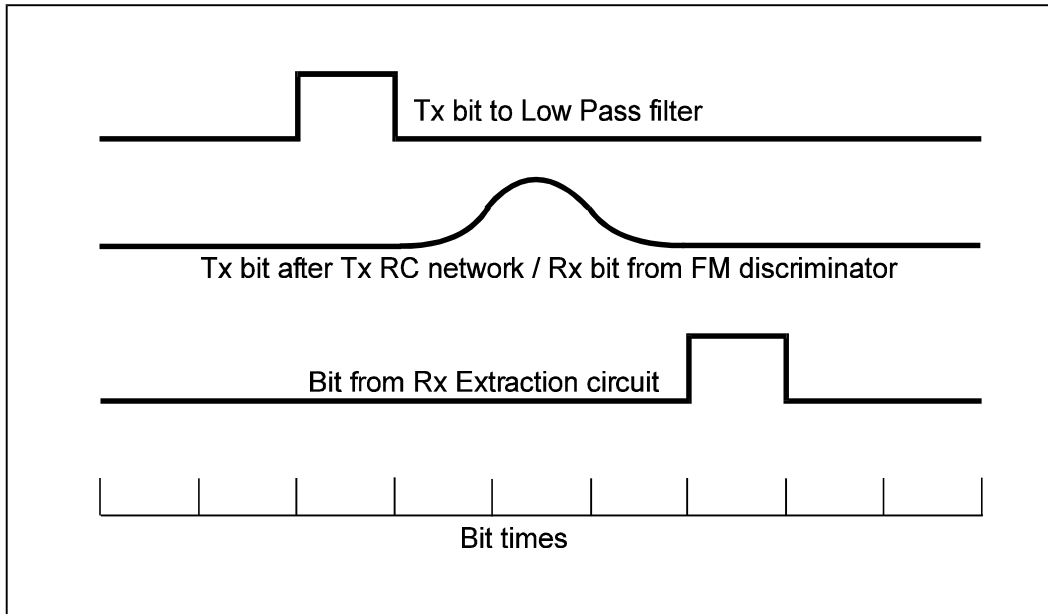 Tx bit to Low Pass filter
Tx bit after Tx RC network / Rx bit from FM discriminator
Bit from Rx Extraction circuit
Bit times